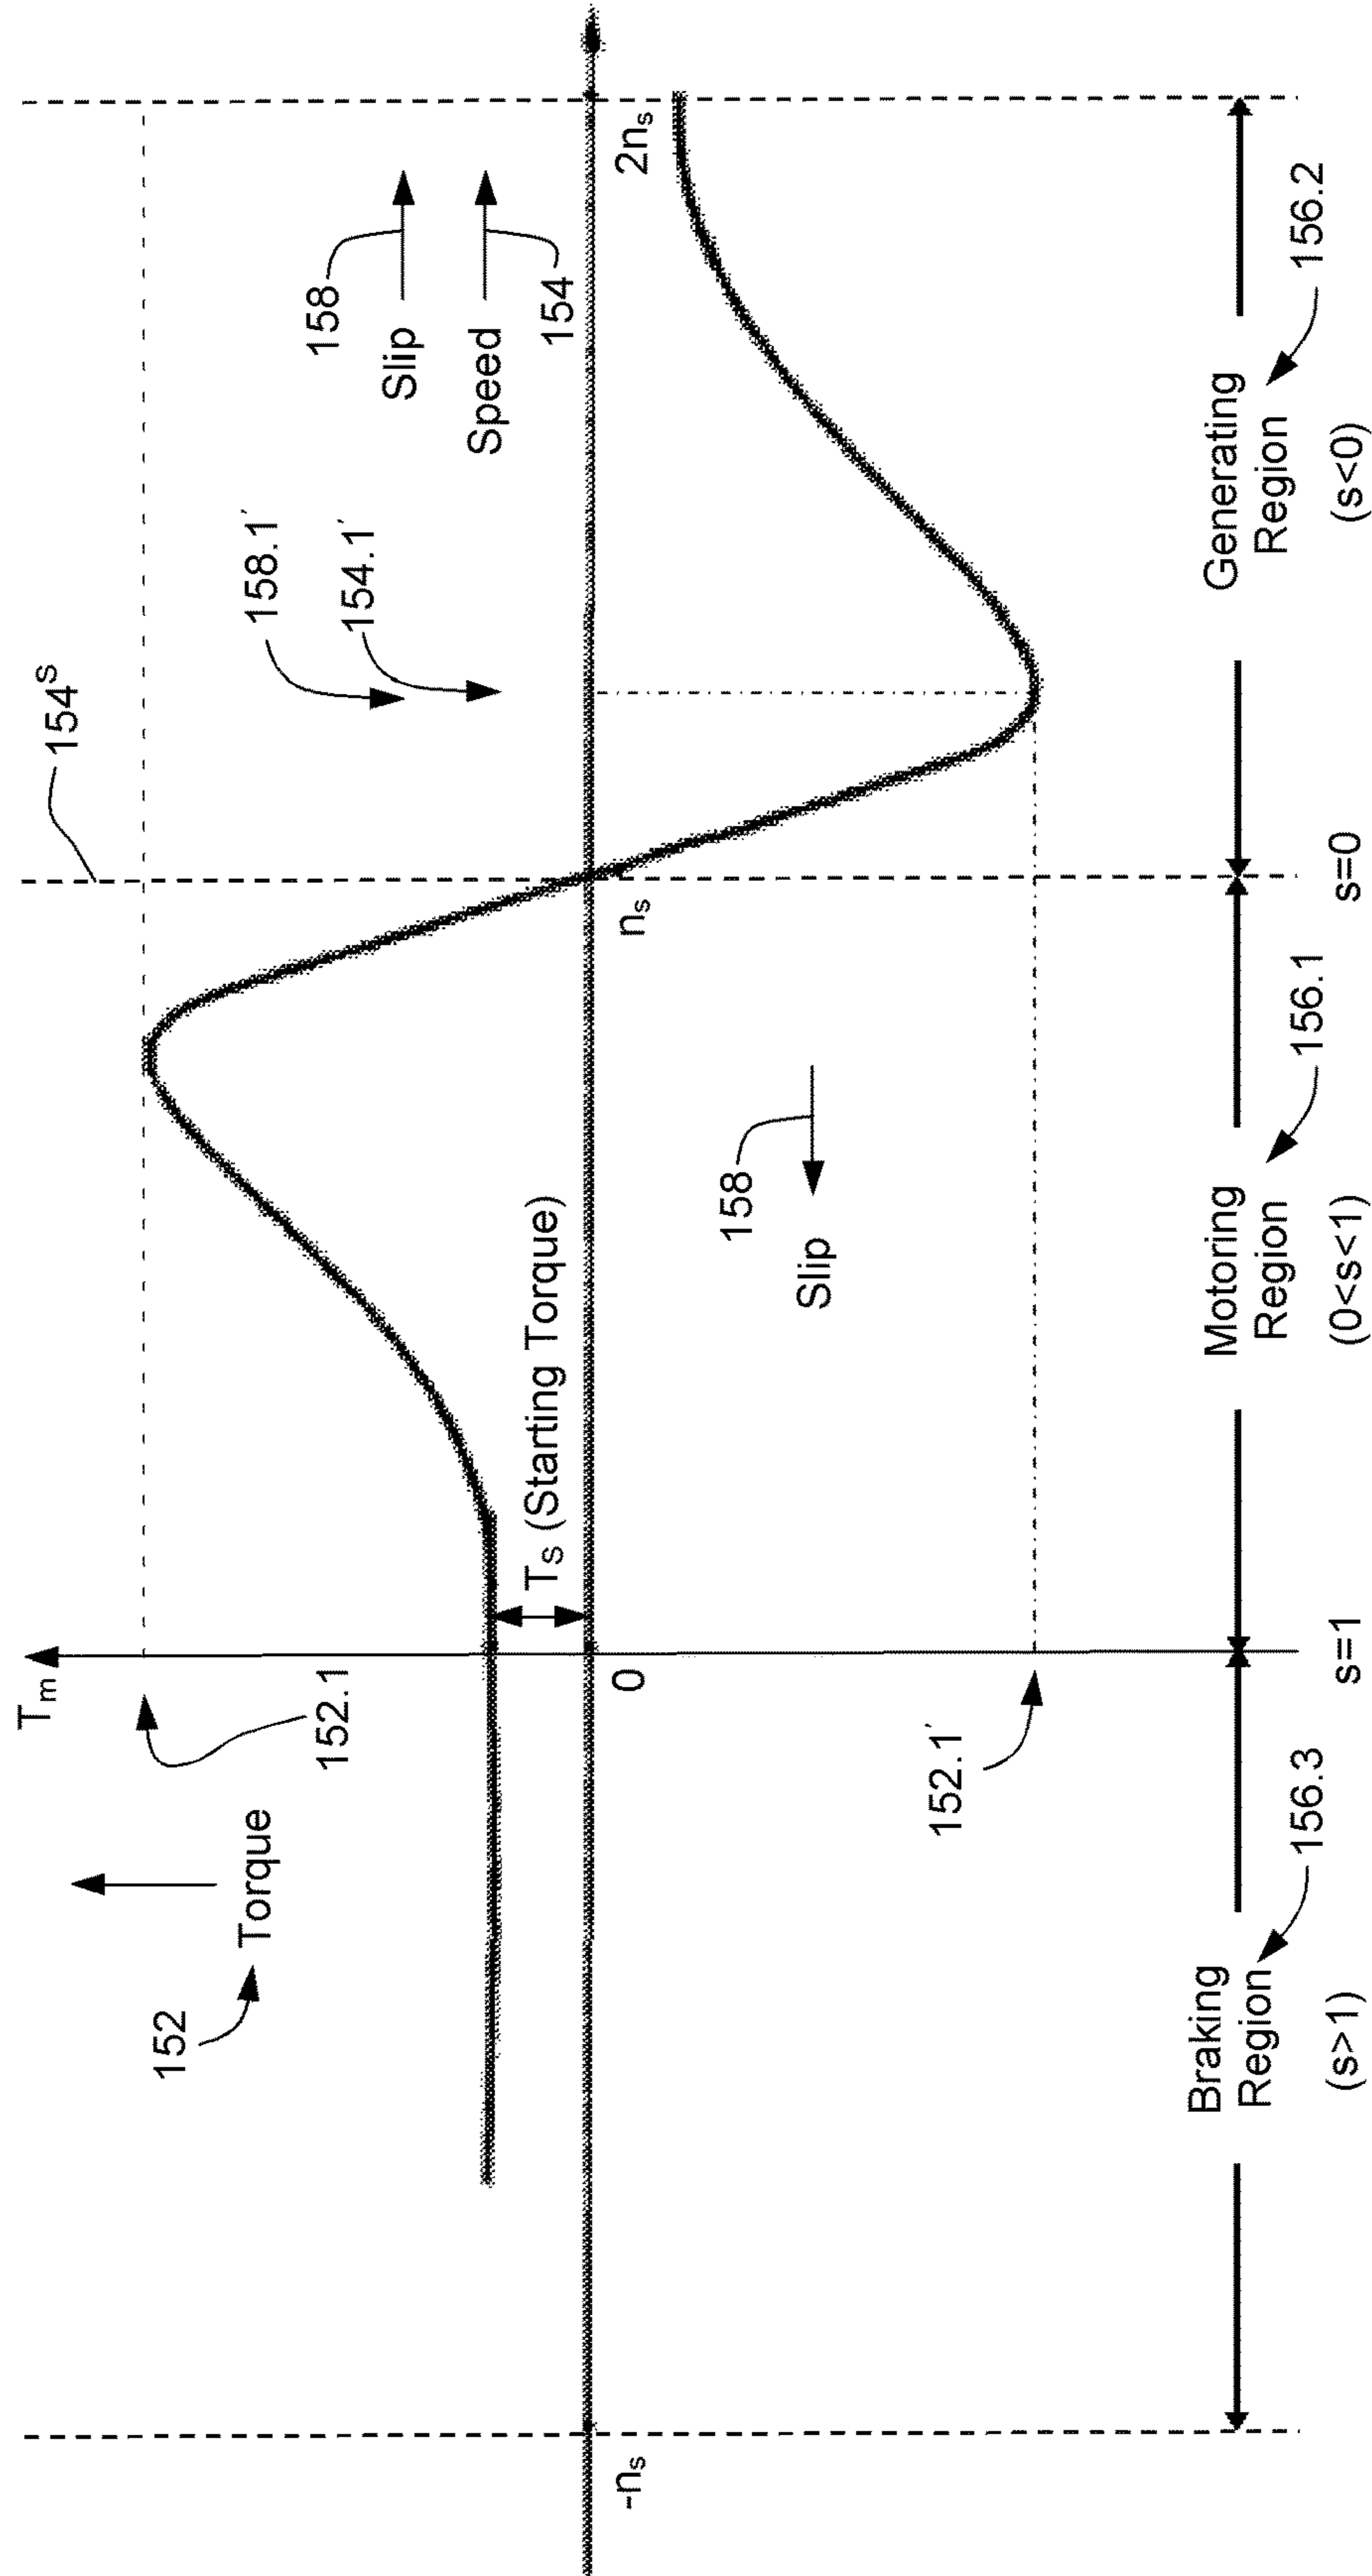 154ˢ
Tₘ
152
Torque
152.1
158.1′
154.1′
158
Slip
Speed
154
Tₛ (Starting Torque)
-nₛ
0
nₛ
2nₛ
158
Slip
152.1′
Braking
Region
156.3
(s>1)
Motoring
Region
156.1
(0<s<1)
Generating
Region
156.2
(s<0)
s=1
s=0